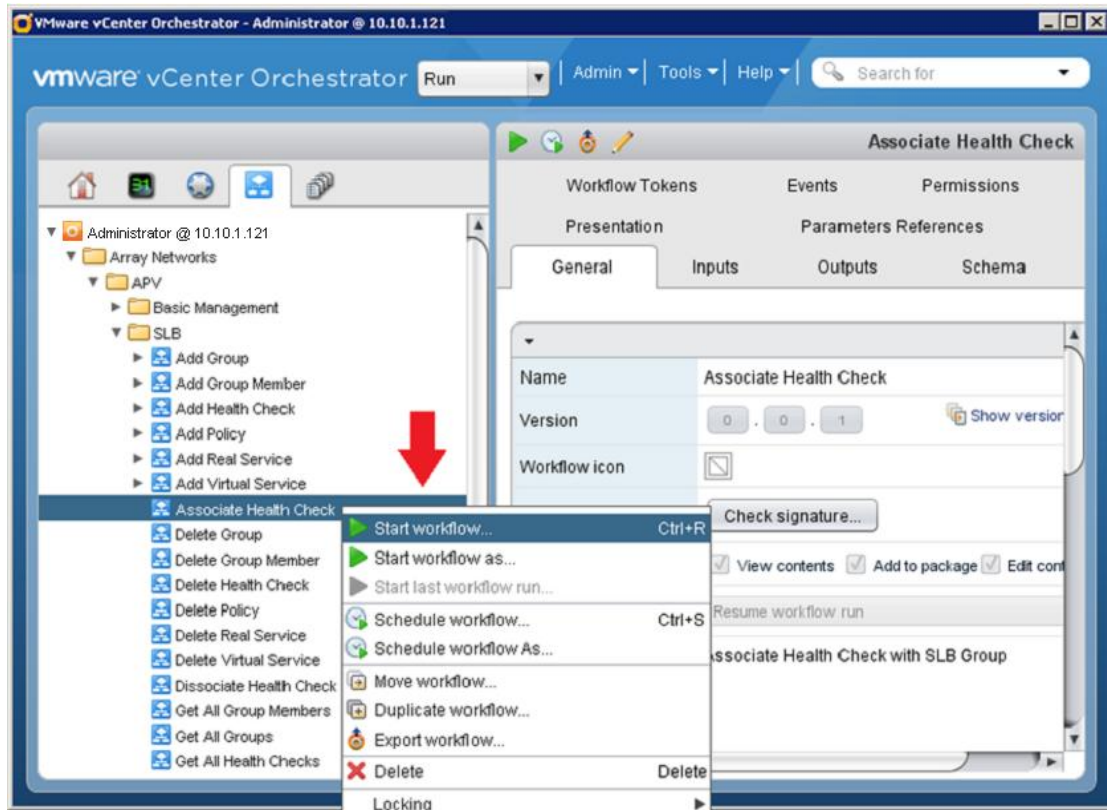 VMware vCenter Orchestrator - Administrator @ 10.10.1.121
vmware vCenter Orchestrator Run Admin Tools Help Search for
Administrator @ 10.10.1.121
Array Networks
APV
Basic Management
SLB
Add Group
Add Group Member
Add Health Check
Add Policy
Add Real Service
Add Virtual Service
Associate Health Check
Delete Group
Delete Group Member
Delete Health Check
Delete Policy
Delete Real Service
Delete Virtual Service
Dissociate Health Check
Get All Group Members
Get All Groups
Get All Health Checks
Start workflow... Ctrl+R
Start workflow as...
Start last workflow run...
Schedule workflow... Ctrl+S
Schedule workflow As...
Move workflow...
Duplicate workflow...
Export workflow...
Delete Delete
Locking
Associate Health Check
Workflow Tokens Events Permissions
Presentation Parameters References
General Inputs Outputs Schema
Name Associate Health Check
Version 0 . 0 . 1 Show version
Workflow icon
Check signature...
View contents Add to package Edit cont
Resume workflow run
Associate Health Check with SLB Group